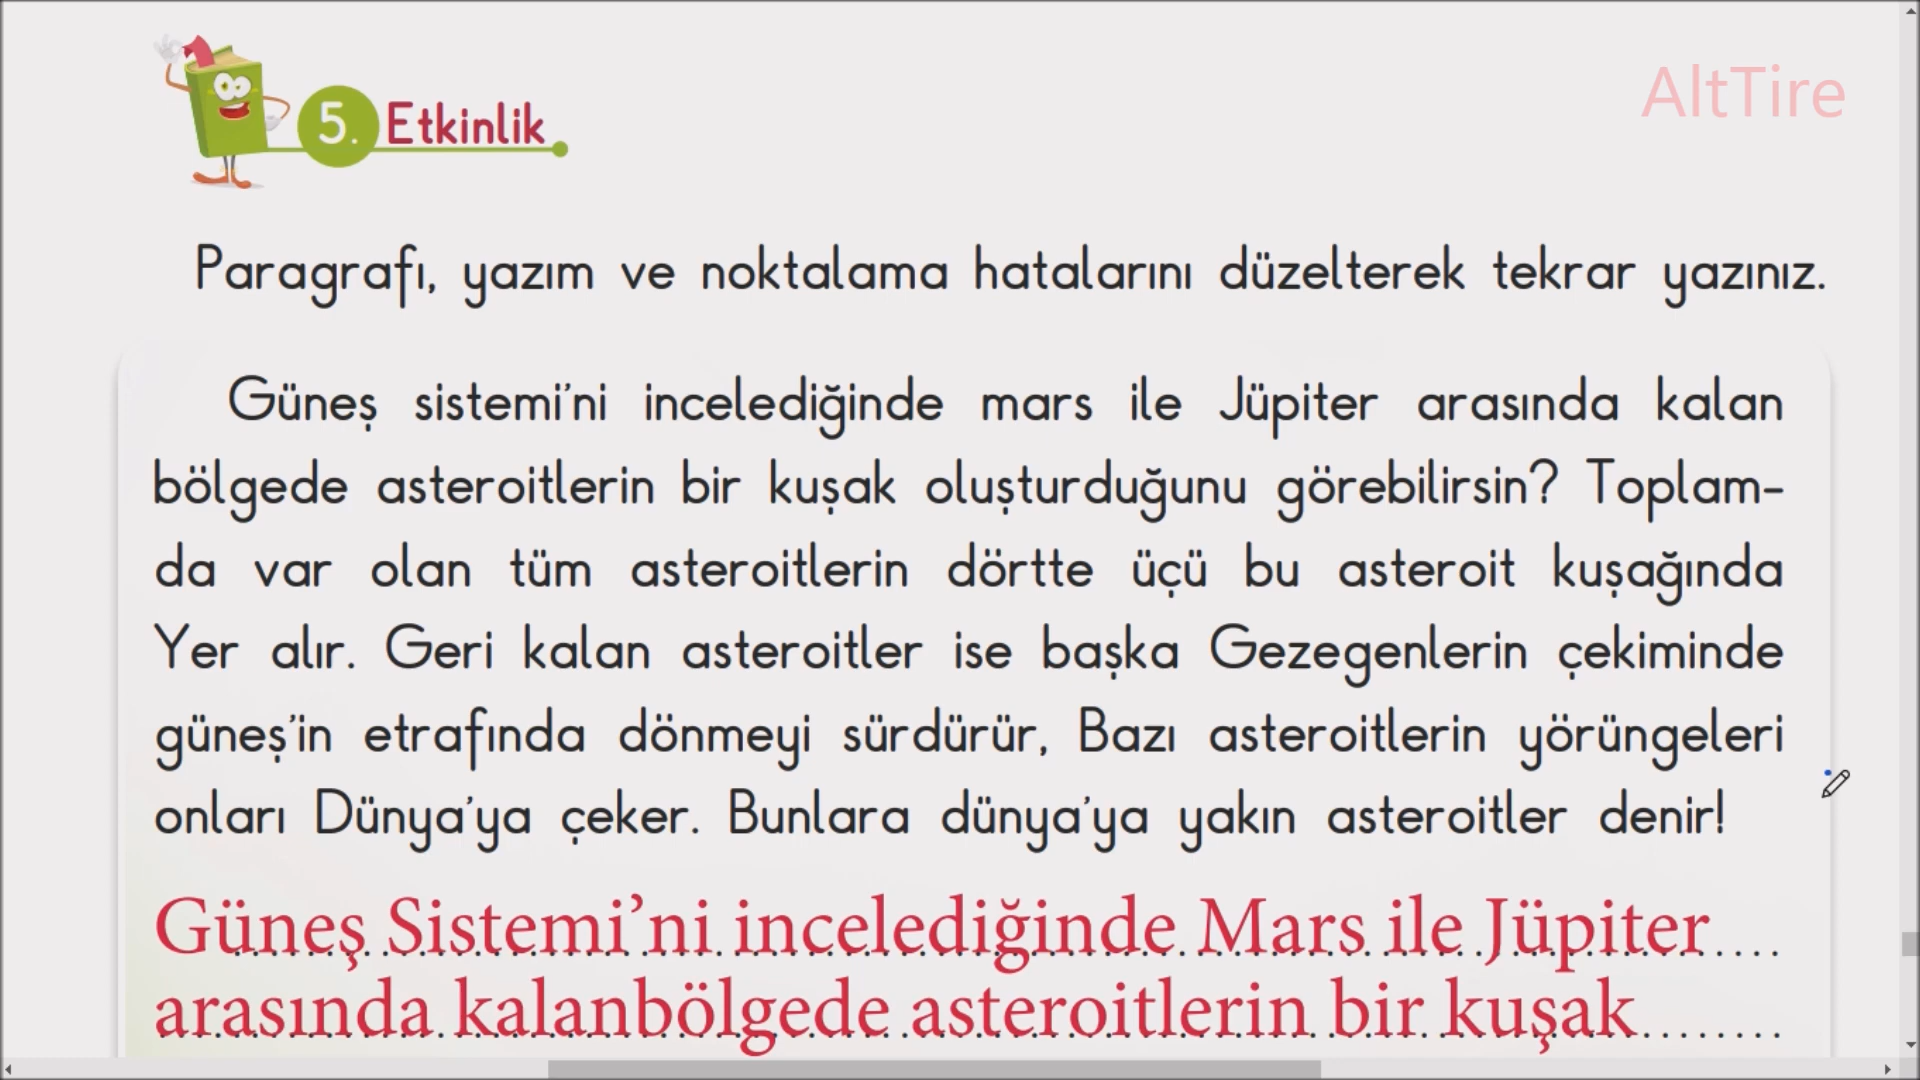 AltTire
5. Etkinlik
Paragrafı, yazım ve noktalama hatalarını düzelterek tekrar yazınız.
Güneş sistemi'ni incelediğinde mars ile Jüpiter arasında kalan
bölgede asteroitlerin bir kuşak oluşturduğunu görebilirsin? Toplam-
da var olan tüm asteroitlerin dörtte üçü bu asteroit kuşağında
Yer alır. Geri kalan asteroitler ise başka Gezegenlerin çekiminde
güneş'in etrafında dönmeyi sürdürür, Bazı asteroitlerin yörüngeleri
onları Dünya'ya çeker. Bunlara dünya'ya yakın asteroitler denir!
Güneş Sistemi'ni incelediğinde Mars ile Jüpiter
arasında kalanbölgede asteroitlerin bir kuşak